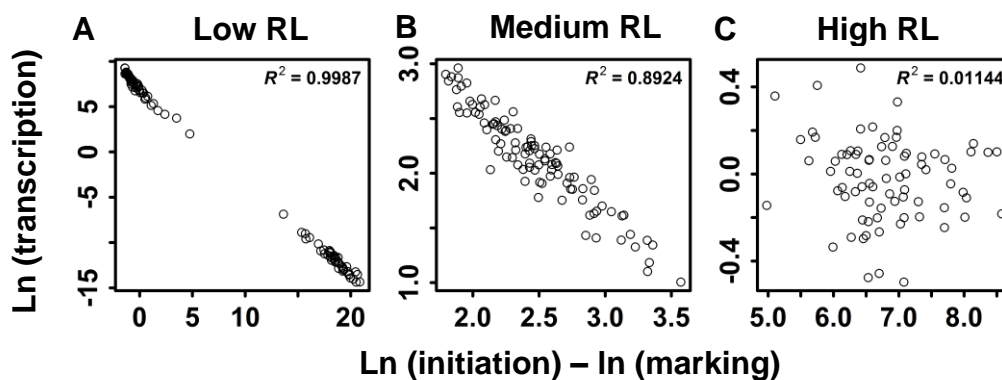 A Low RL
B Medium RL
C High RL
Ln (transcription)
R² = 0.9987
5
0
-5
-15
0
5
10
20
R² = 0.8924
3.0
2.0
1.0
2.0
2.5
3.0
3.5
R² = 0.01144
0.4
0.0
-0.4
5.0
6.0
7.0
8.0
Ln (initiation) – ln (marking)